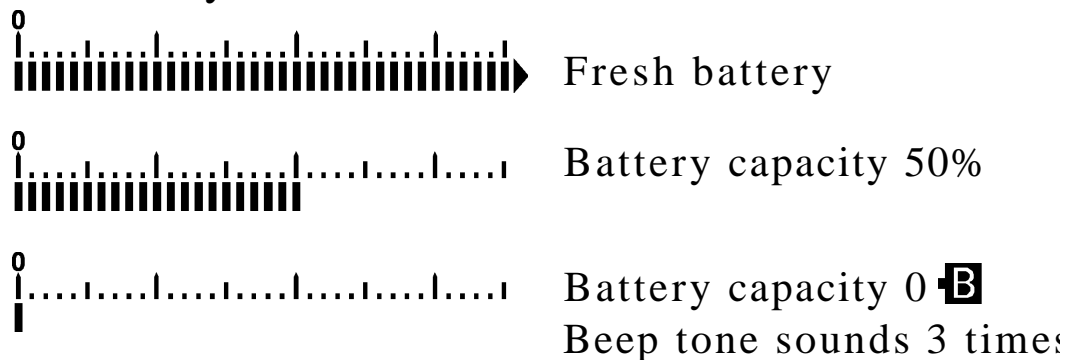 0
Fresh battery
0
Battery capacity 50%
0
Battery capacity 0 B
Beep tone sounds 3 times